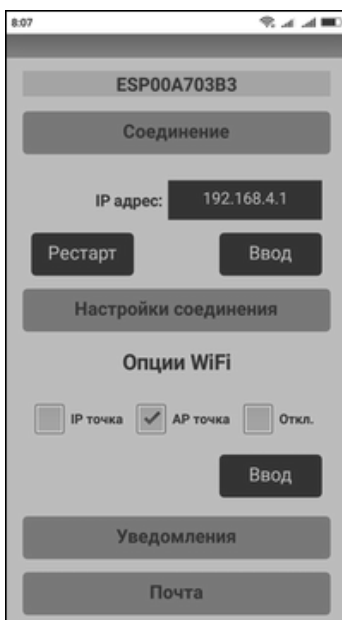 8:07
ESP00A703B3
Соединение
IP адрес: 192.168.4.1
Рестарт Ввод
Настройки соединения
Опции WiFi
IP точка AP точка Откл.
Ввод
Уведомления
Почта